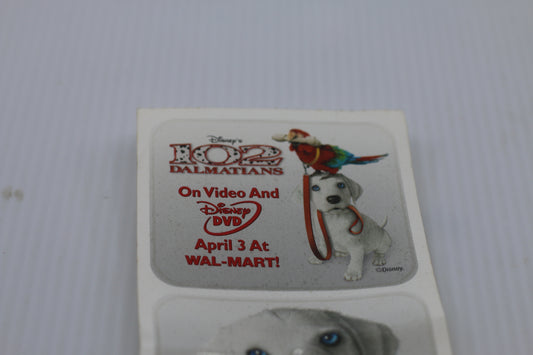 Disney's
102
DALMATIANS
On Video And
Disney
DVD
April 3 At
WAL-MART!
©Disney.